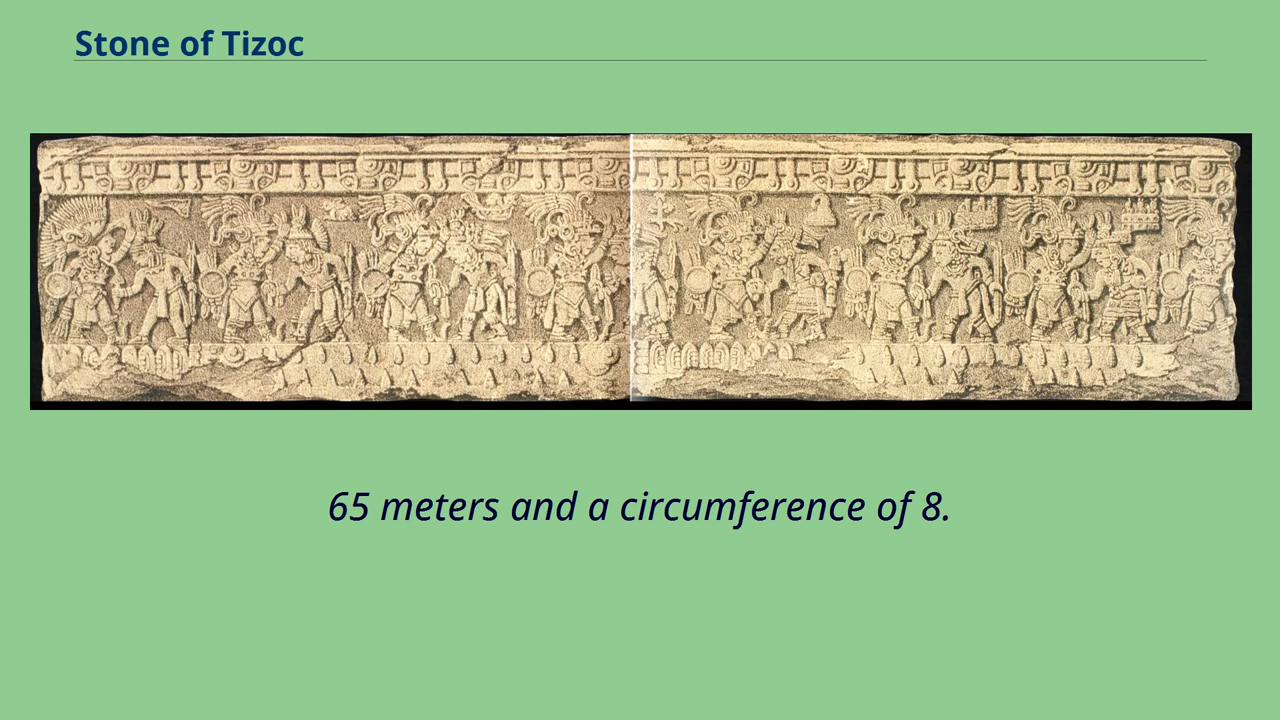 Stone of Tizoc
65 meters and a circumference of 8.